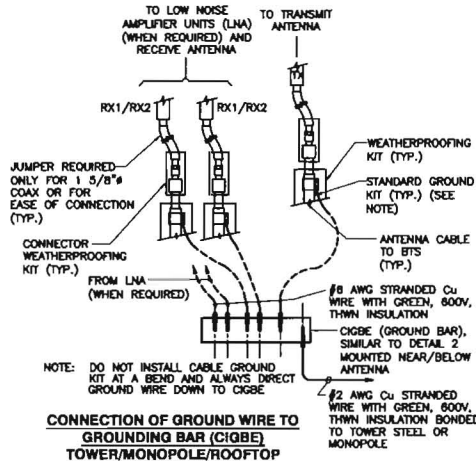 TO LOW NOISE
AMPLIFIER UNITS (LNA)
(WHEN REQUIRED) AND
RECEIVE ANTENNA
TO TRANSMIT
ANTENNA
RX1/RX2
RX1/RX2
TX
JUMPER REQUIRED
ONLY FOR 1 5/8"ø
COAX OR FOR
EASE OF CONNECTION
(TYP.)
CONNECTOR
WEATHERPROOFING
KIT (TYP.)
WEATHERPROOFING
KIT (TYP.)
STANDARD GROUND
KIT (TYP.) (SEE
NOTE)
ANTENNA CABLE
TO BTS
(TYP.)
FROM LNA
(WHEN REQUIRED)
#6 AWG STRANDED Cu
WIRE WITH GREEN, 600V,
THWN INSULATION
CIGBE (GROUND BAR),
SIMILAR TO DETAIL 2
MOUNTED NEAR/BELOW
ANTENNA
NOTE: DO NOT INSTALL CABLE GROUND
KIT AT A BEND AND ALWAYS DIRECT
GROUND WIRE DOWN TO CIGBE
#2 AWG Cu STRANDED
WIRE WITH GREEN, 600V,
THWN INSULATION BONDED
TO TOWER STEEL OR
MONOPOLE
CONNECTION OF GROUND WIRE TO
GROUNDING BAR (CIGBE)
TOWER/MONOPOLE/ROOFTOP